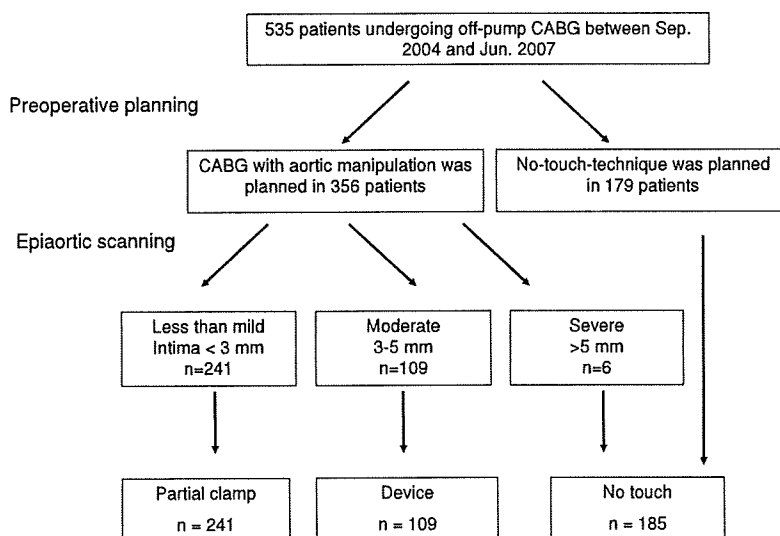 535 patients undergoing off-pump CABG between Sep.
2004 and Jun. 2007
Preoperative planning
CABG with aortic manipulation was
planned in 356 patients
No-touch-technique was planned
in 179 patients
Epiaortic scanning
Less than mild
Intima < 3 mm
n=241
Moderate
3-5 mm
n=109
Severe
>5 mm
n=6
Partial clamp
n = 241
Device
n = 109
No touch
n = 185